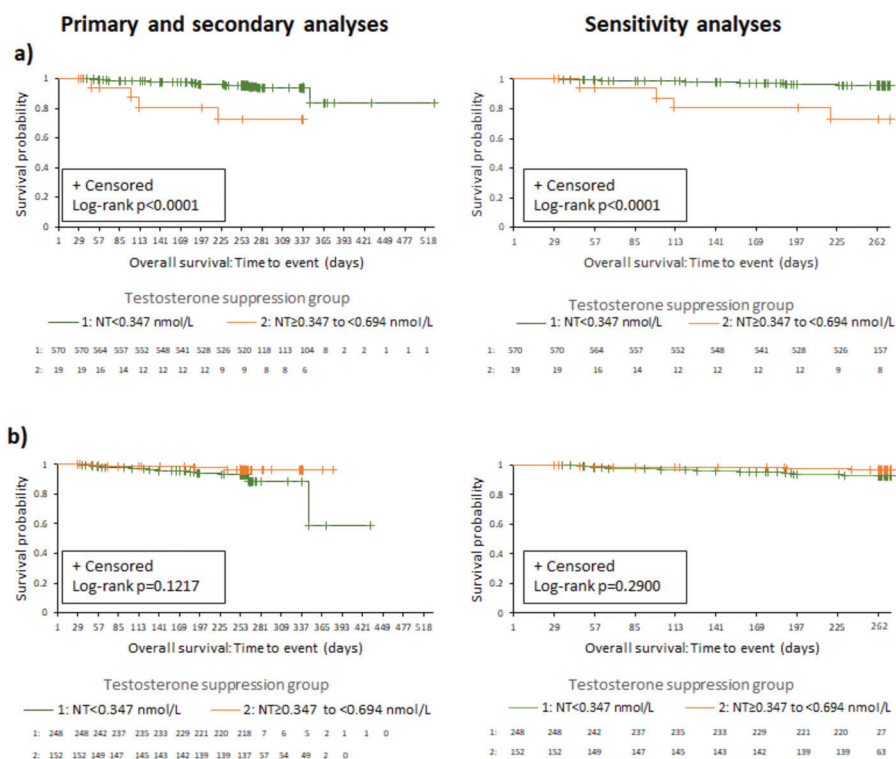 Primary and secondary analyses
Sensitivity analyses
a)
Survival probability
1
0.8
0.6
0.4
0.2
0
+ Censored
Log-rank p<0.0001
1 29 57 85 113 141 169 197 225 253 281 309 337 365 393 421 449 477 518
Overall survival: Time to event (days)
Testosterone suppression group
1: NT<0.347 nmol/L 2: NT≥0.347 to <0.694 nmol/L
1: 570 570 564 557 552 548 541 528 526 520 118 113 104 8 2 2 1 1 1
2: 19 19 16 14 12 12 12 12 9 9 8 8 6
Survival probability
1
0.8
0.6
0.4
0.2
0
+ Censored
Log-rank p<0.0001
1 29 57 85 113 141 169 197 225 262
Overall survival: Time to event (days)
Testosterone suppression group
1: NT<0.347 nmol/L 2: NT≥0.347 to <0.694 nmol/L
1: 570 570 564 557 552 548 541 528 526 157
2: 19 19 16 14 12 12 12 12 9 8
b)
Survival probability
1
0.8
0.6
0.4
0.2
0
+ Censored
Log-rank p=0.1217
1 29 57 85 113 141 169 197 225 253 281 309 337 365 393 421 449 477 518
Overall survival: Time to event (days)
Testosterone suppression group
1: NT<0.347 nmol/L 2: NT≥0.347 to <0.694 nmol/L
1: 248 248 242 237 235 233 229 221 220 218 7 6 5 2 1 1 0
2: 152 152 149 147 145 143 142 139 139 137 57 54 49 2 0
Survival probability
1
0.8
0.6
0.4
0.2
0
+ Censored
Log-rank p=0.2900
1 29 57 85 113 141 169 197 225 262
Overall survival: Time to event (days)
Testosterone suppression group
1: NT<0.347 nmol/L 2: NT≥0.347 to <0.694 nmol/L
1: 248 248 242 237 235 233 229 221 220 27
2: 152 152 149 147 145 143 142 139 139 63